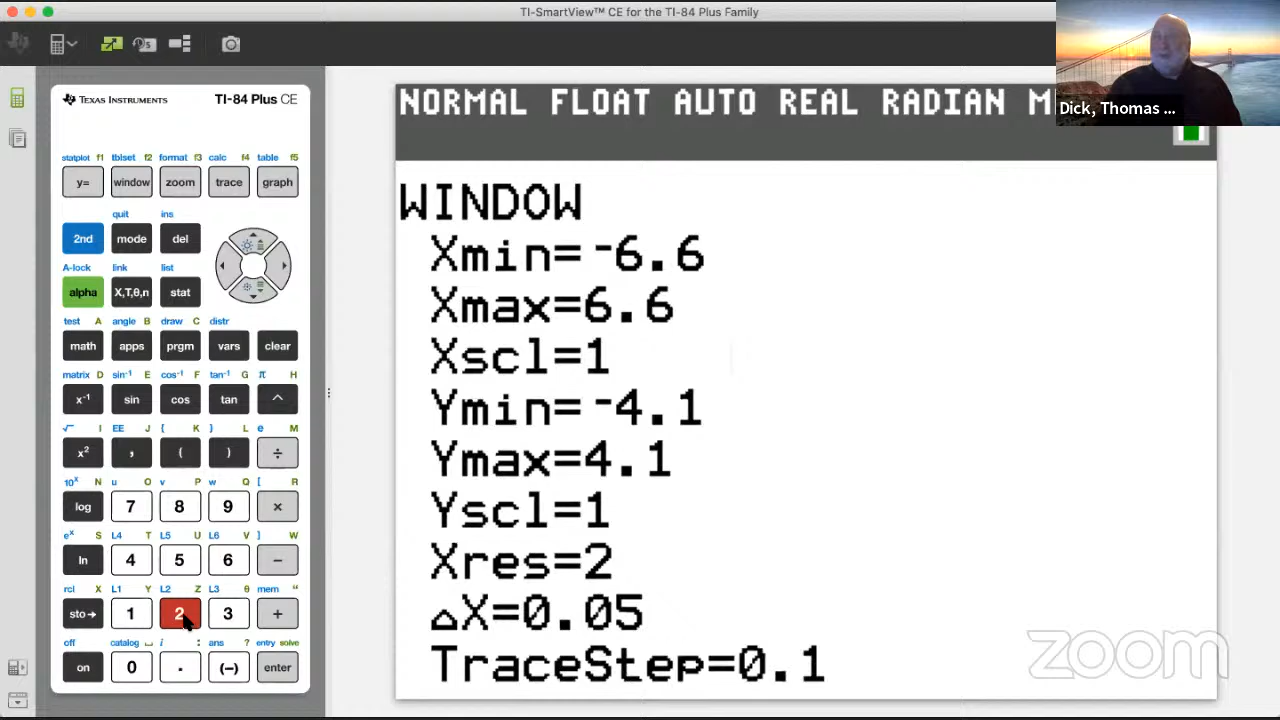 TI-SmartView™ CE for the TI-84 Plus Family
Dick, Thomas ...
TEXAS INSTRUMENTS TI-84 Plus CE
statplot f1 tblset f2 format f3 calc f4 table f5
y= window zoom trace graph
quit ins
2nd mode del
A-lock link list
alpha X,T,θ,n stat
test A angle B draw C distr
math apps prgm vars clear
matrix D sin⁻¹ E cos⁻¹ F tan⁻¹ G π H
x⁻¹ sin cos tan ^
√ I EE J { K } L e M
x² , ( ) ÷
10ˣ N u O v P w Q [ R
log 7 8 9 ×
eˣ S L4 T L5 U L6 V ] W
ln 4 5 6 −
rcl X L1 Y L2 Z L3 θ mem "
sto→ 1 2 3 +
off catalog ⎵ i : ans ? entry solve
on 0 . (−) enter
NORMAL FLOAT AUTO REAL RADIAN M
WINDOW
Xmin=⁻6.6
Xmax=6.6
Xscl=1
Ymin=⁻4.1
Ymax=4.1
Yscl=1
Xres=2
△X=0.05
TraceStep=0.1
zoom